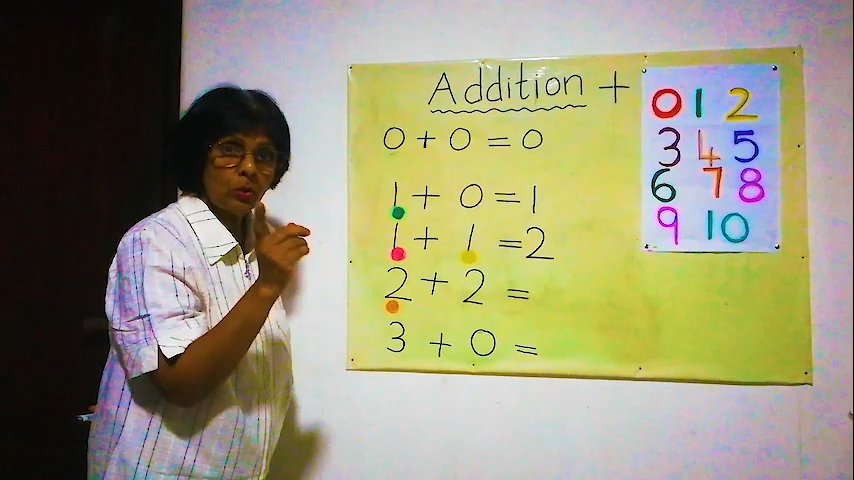 Addition +
0 + 0 = 0
1 + 0 = 1
1 + 1 = 2
2 + 2 =
3 + 0 =
0 1 2
3 4 5
6 7 8
9 10